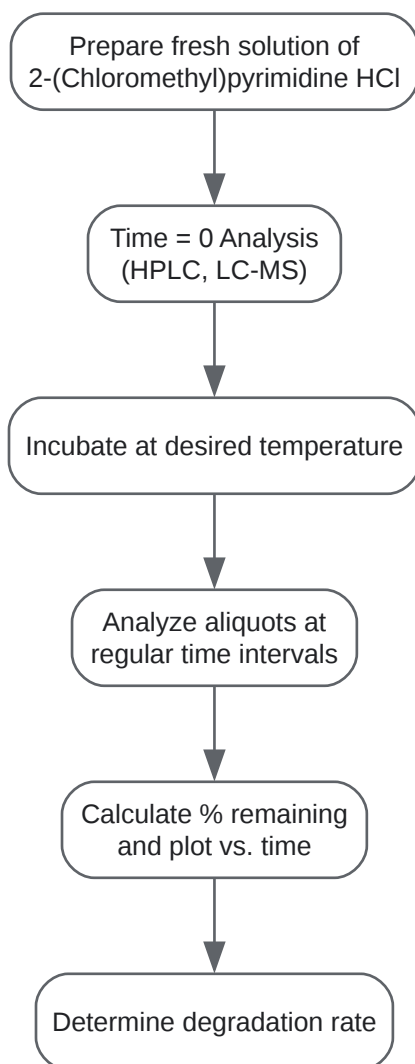 Prepare fresh solution of
2-(Chloromethyl)pyrimidine HCl
Time = 0 Analysis
(HPLC, LC-MS)
Incubate at desired temperature
Analyze aliquots at
regular time intervals
Calculate % remaining
and plot vs. time
Determine degradation rate